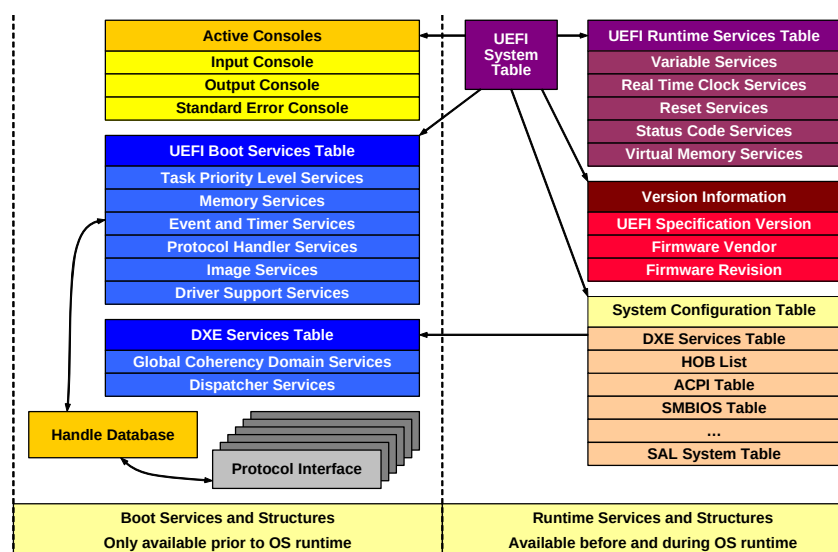 Active Consoles
Input Console
Output Console
Standard Error Console
UEFI
System
Table
UEFI Runtime Services Table
Variable Services
Real Time Clock Services
Reset Services
Status Code Services
Virtual Memory Services
UEFI Boot Services Table
Task Priority Level Services
Memory Services
Event and Timer Services
Protocol Handler Services
Image Services
Driver Support Services
Version Information
UEFI Specification Version
Firmware Vendor
Firmware Revision
DXE Services Table
Global Coherency Domain Services
Dispatcher Services
System Configuration Table
DXE Services Table
HOB List
ACPI Table
SMBIOS Table
...
SAL System Table
Handle Database
Protocol Interface
Boot Services and Structures
Only available prior to OS runtime
Runtime Services and Structures
Available before and during OS runtime